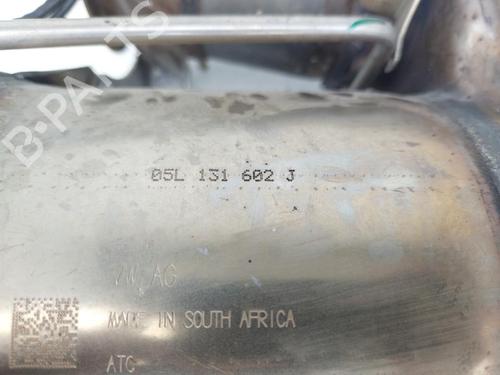 B-PARTS
05L 131 602 J
VW AG
MADE IN SOUTH AFRICA
ATC